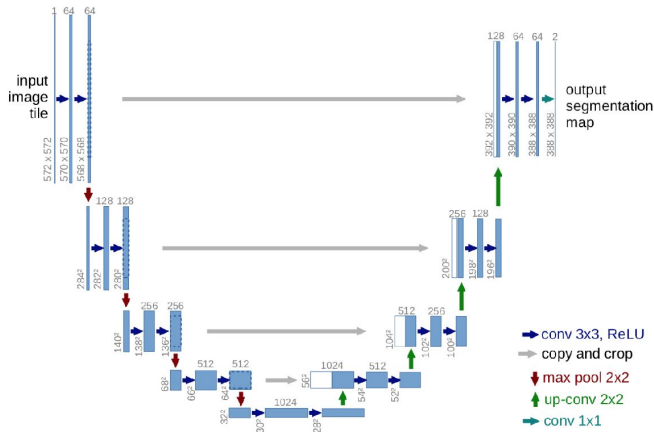 1 64 64
input
image
tile
572 x 572
570 x 570
568 x 568
128 64 64 2
output
segmentation
map
392 x 392
390 x 390
388 x 388
388 x 388
128 128
284²
282²
280²
256 128
200²
198²
196²
256 256
140²
138²
136²
512 256
104²
102²
100²
512 512
68²
66²
64²
1024 512
56²
54²
52²
1024
32²
30²
28²
conv 3x3, ReLU
copy and crop
max pool 2x2
up-conv 2x2
conv 1x1